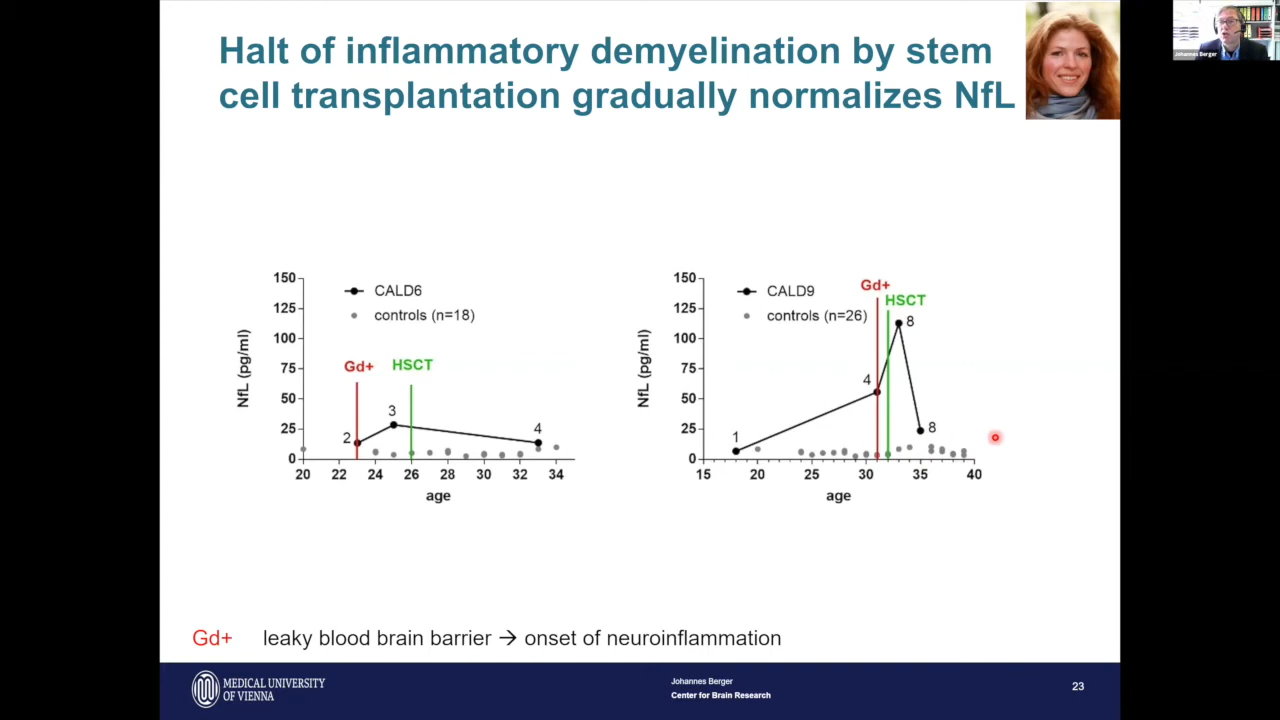 Halt of inflammatory demyelination by stem
cell transplantation gradually normalizes NfL
Johannes Berger
150
125
100
75
50
25
0
NfL (pg/ml)
CALD6
controls (n=18)
Gd+
HSCT
2
3
4
20 22 24 26 28 30 32 34
age
150
125
100
75
50
25
0
NfL (pg/ml)
CALD9
controls (n=26)
Gd+
HSCT
1
4
8
8
15 20 25 30 35 40
age
Gd+ leaky blood brain barrier → onset of neuroinflammation
MEDICAL UNIVERSITY
OF VIENNA
Johannes Berger
Center for Brain Research
23